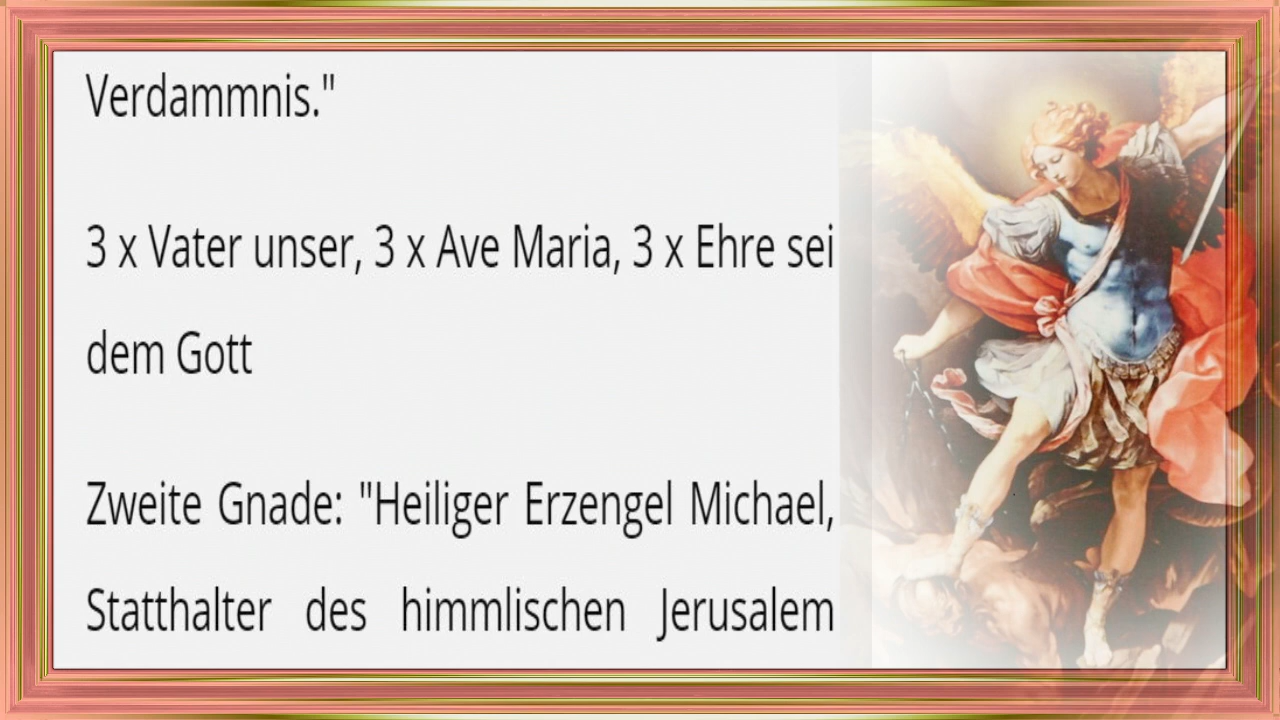 Verdammnis."
3 x Vater unser, 3 x Ave Maria, 3 x Ehre sei
dem Gott
Zweite Gnade: "Heiliger Erzengel Michael,
Statthalter des himmlischen Jerusalem